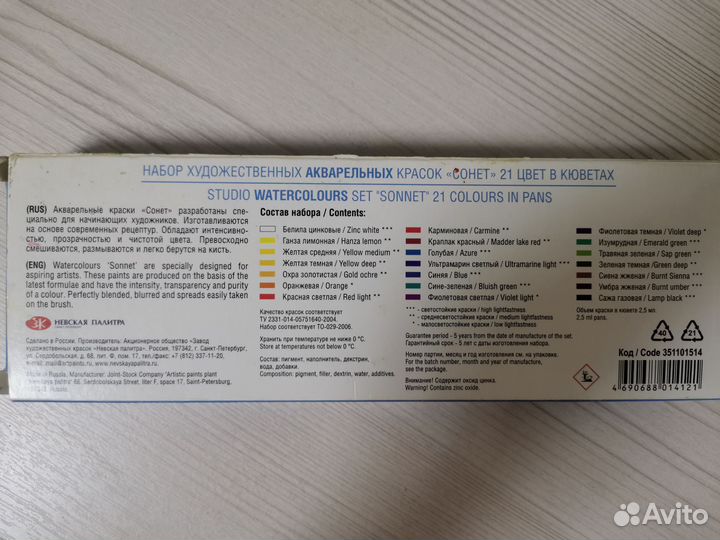 НАБОР ХУДОЖЕСТВЕННЫХ АКВАРЕЛЬНЫХ КРАСОК «СОНЕТ» 21 ЦВЕТ В КЮВЕТАХ
STUDIO WATERCOLOURS SET "SONNET" 21 COLOURS IN PANS
(RUS) Акварельные краски «Сонет» разработаны спе-
циально для начинающих художников. Изготавливаются
на основе современных рецептур. Обладают интенсивно-
стью, прозрачностью и чистотой цвета. Превосходно
смешиваются, размываются и легко берутся на кисть.
(ENG) Watercolours 'Sonnet' are specially designed for
aspiring artists. These paints are made on the basis of the
latest formulae and have the intensity, transparency and purity
of a colour. Perfectly blended, blurred and spreads easily taken
on the brush.
НЕВСКАЯ ПАЛИТРА
Сделано в России. Производитель: Акционерное общество «Завод
художественных красок «Невская палитра». Россия, 197342, г. Санкт-Петербург,
ул. Сердобольская, д. 68, лит. Ф, пом. 17, пр-во +7 (812) 337-11-20,
e-mail: mail@artpaints.ru, www.nevskayapalitra.ru
Made in Russia. Manufacturer: Joint-Stock Company "Artistic paints plant
Serdobolskaya Street, liter F, space 17, Saint-Petersburg,
Russia
Состав набора / Contents:
Белила цинковые / Zinc white ***
Ганза лимонная / Hanza lemon **
Желтая средняя / Yellow medium **
Желтая темная / Yellow deep **
Охра золотистая / Gold ochre **
Оранжевая / Orange *
Красная светлая / Red light **
Карминовая / Carmine **
Краплак красный / Madder lake red **
Голубая / Azure **
Ультрамарин светлый / Ultramarine light ***
Синяя / Blue ***
Сине-зеленая / Bluish green ***
Фиолетовая светлая / Violet light *
Фиолетовая темная / Violet deep *
Изумрудная / Emerald green ***
Травяная зеленая / Sap green **
Зеленая темная / Green deep **
Сиена жженая / Burnt Sienna ***
Умбра жженая / Burnt umber ***
Сажа газовая / Lamp black ***
Качество красок соответствует
ТУ 2331-014-05751640-2004.
Набор соответствует ТО-029-2006.
Хранить при температуре не ниже 0 °C.
Store at temperatures not below 0 °C.
Состав: пигмент, наполнитель, декстрин,
вода, добавки.
Composition: pigment, filler, dextrin, water, additives.
*** - светостойкие краски / high lightfastness
** - среднесветостойкие краски / medium lightfastness
* - малосветостойкие краски / low lightfastness
Guarantee period - 5 years from the date of manufacture of the set.
Гарантийный срок - 5 лет с даты изготовления набора.
Номер партии, месяц и год изготовления см. на упаковке.
For the batch number, month and year of manufacture,
see the package.
Внимание! Содержит оксид цинка.
Warning! Contains zinc oxide.
Объем краски в кювете 2,5 мл.
2,5 ml pans.
40
21
Код / Code 351101514
4 690688 014121
Avito